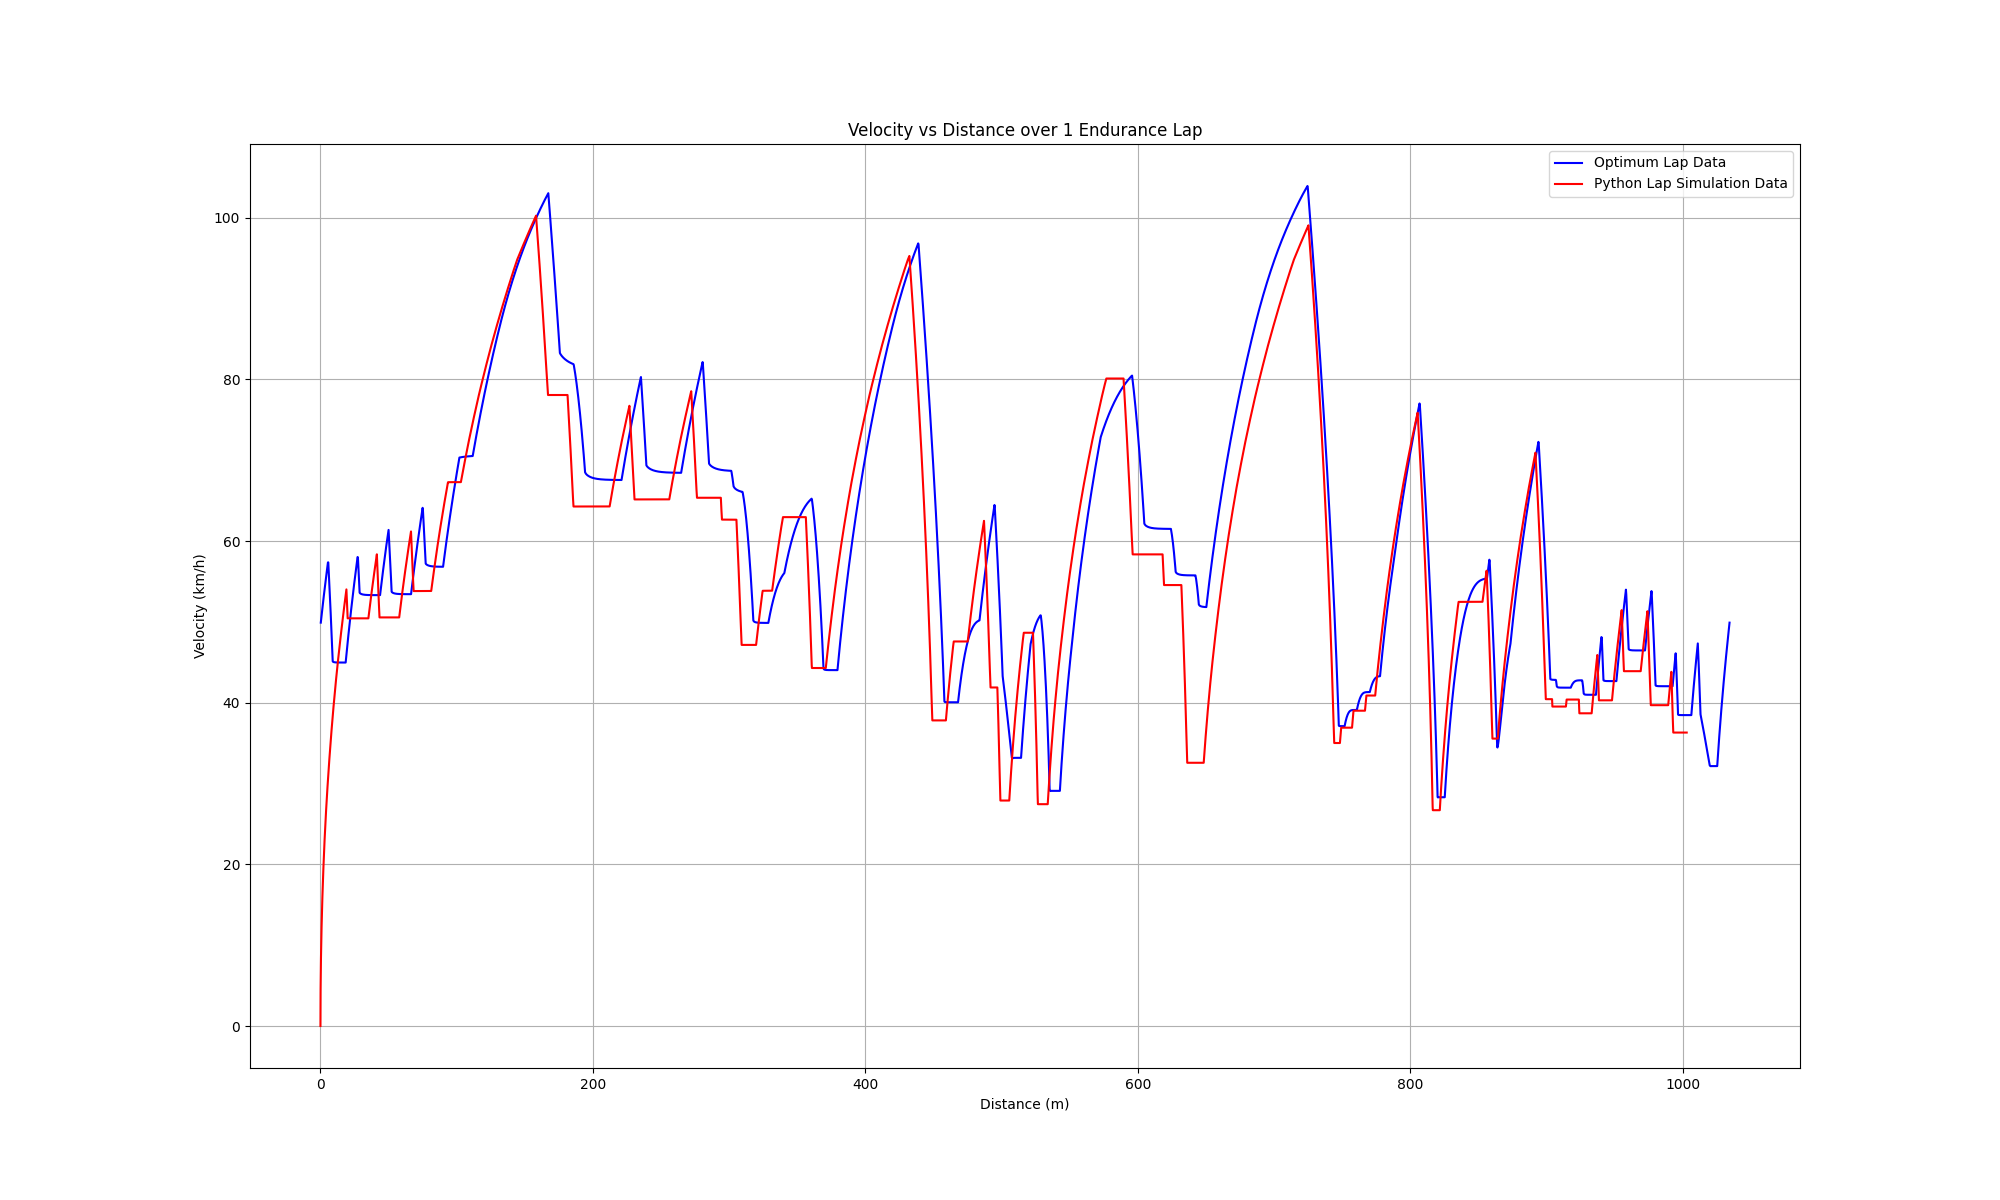 Velocity vs Distance over 1 Endurance Lap
Optimum Lap Data
Python Lap Simulation Data
Velocity (km/h)
100
80
60
40
20
0
0 200 400 600 800 1000
Distance (m)